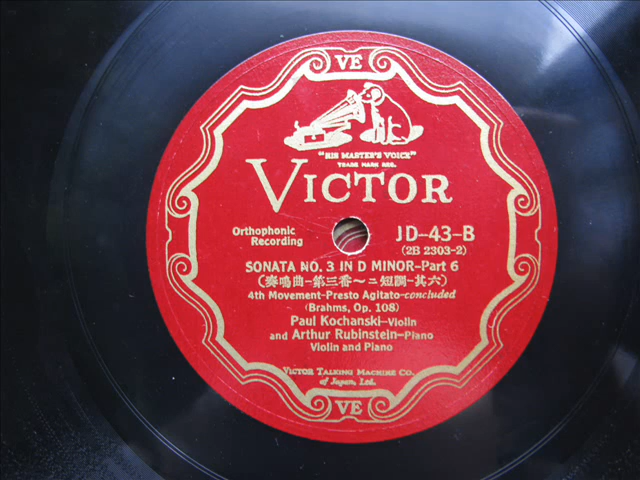 VE
"HIS MASTER'S VOICE"
TRADE MARK REG.
VICTOR
Orthophonic
Recording
JD-43-B
(2B 2303-2)
SONATA NO. 3 IN D MINOR-Part 6
(奏鳴曲-第三番〜ニ短調-其六)
4th Movement-Presto Agitato-concluded
(Brahms, Op. 108)
Paul Kochanski-Violin
and Arthur Rubinstein-Piano
Violin and Piano
VICTOR TALKING MACHINE CO.
of Japan, Ltd.
VE